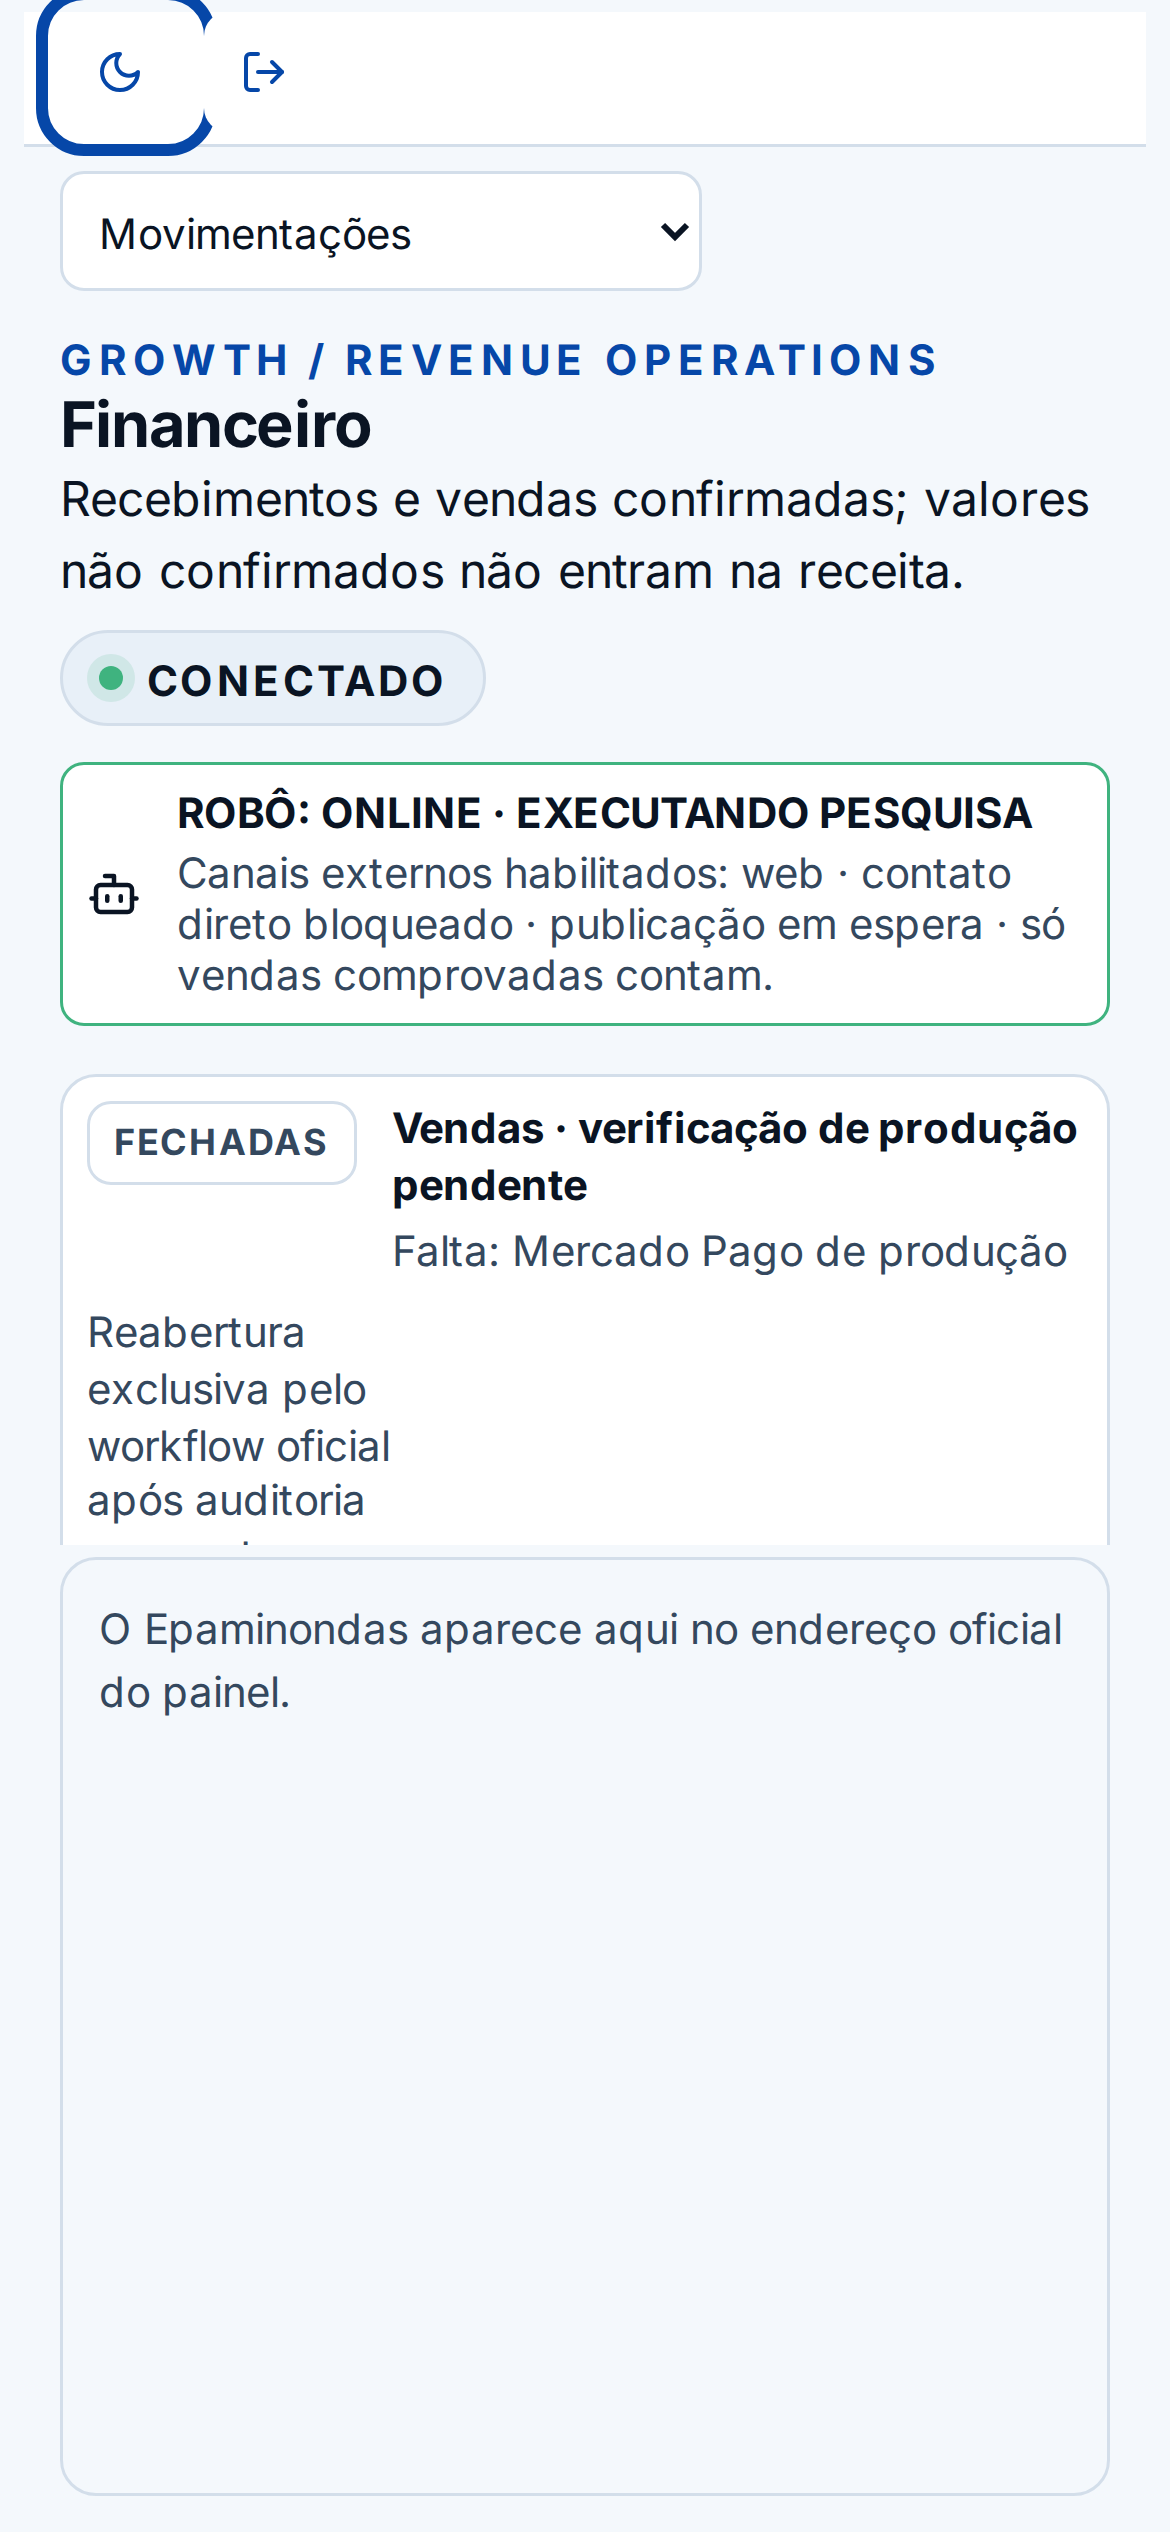 Movimentações
GROWTH / REVENUE OPERATIONS
Financeiro
Recebimentos e vendas confirmadas; valores
não confirmados não entram na receita.
CONECTADO
ROBÔ: ONLINE · EXECUTANDO PESQUISA
Canais externos habilitados: web · contato
direto bloqueado · publicação em espera · só
vendas comprovadas contam.
FECHADAS
Vendas · verificação de produção
pendente
Falta: Mercado Pago de produção
Reabertura
exclusiva pelo
workflow oficial
após auditoria
O Epaminondas aparece aqui no endereço oficial
do painel.